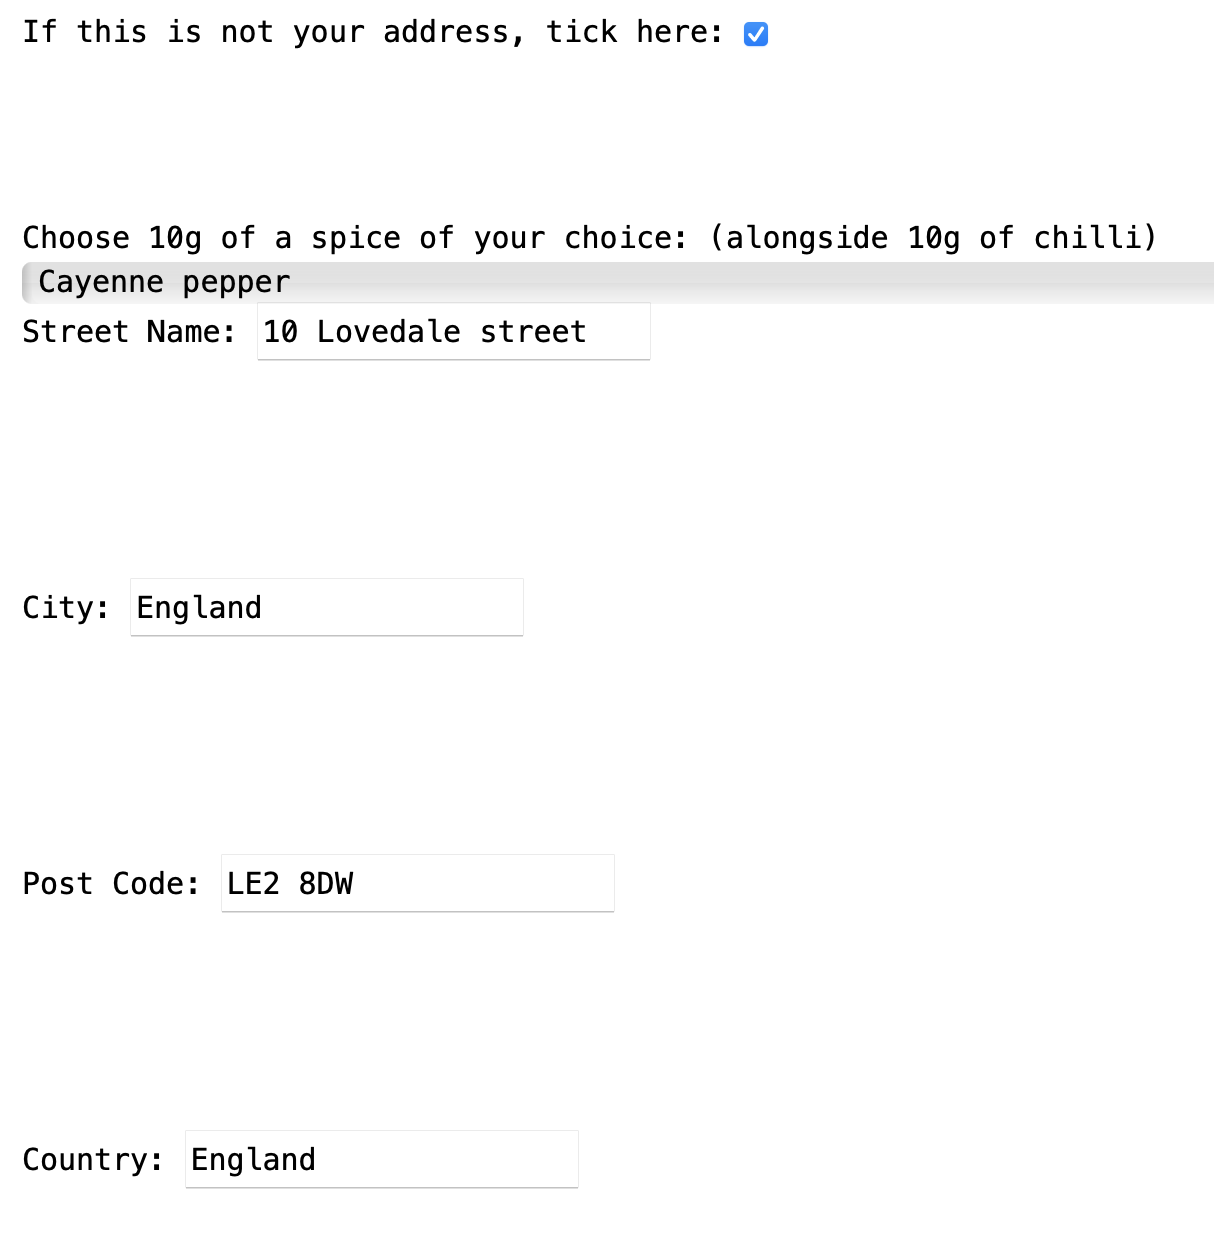 If this is not your address, tick here:
Choose 10g of a spice of your choice: (alongside 10g of chilli)
Cayenne pepper
Street Name: 10 Lovedale street
City: England
Post Code: LE2 8DW
Country: England